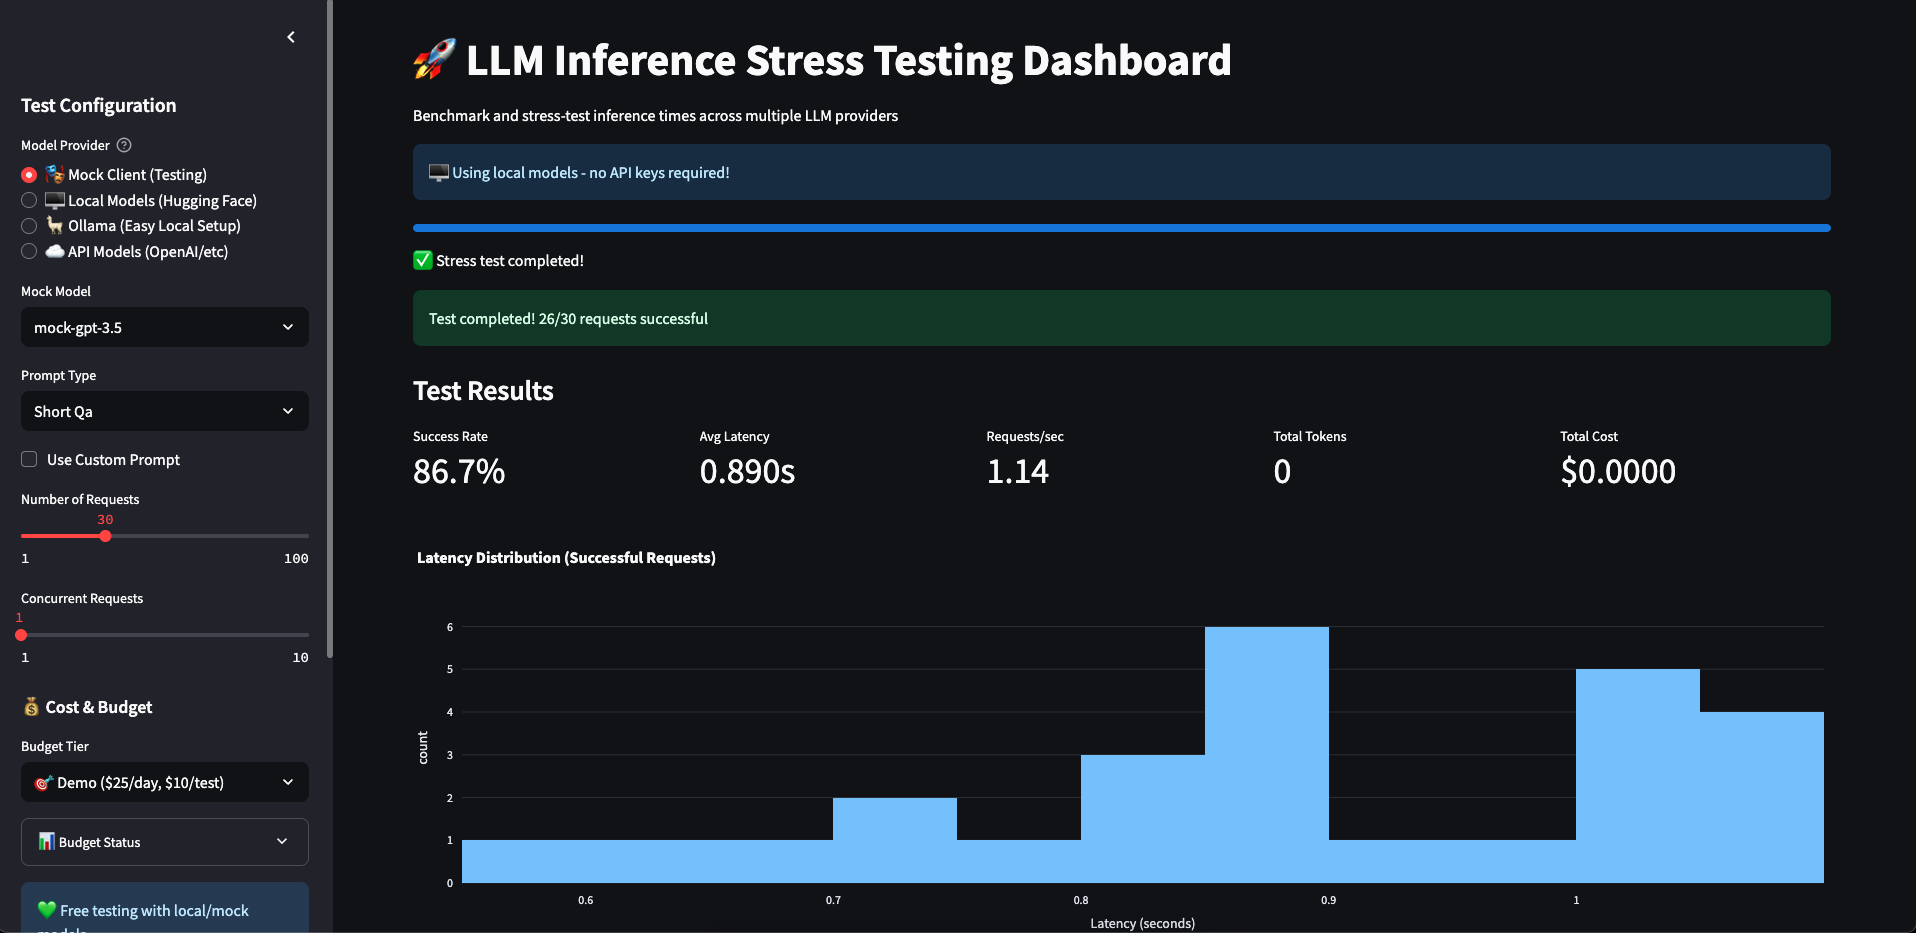 Test Configuration
Model Provider
Mock Client (Testing)
Local Models (Hugging Face)
Ollama (Easy Local Setup)
API Models (OpenAI/etc)
Mock Model
mock-gpt-3.5
Prompt Type
Short Qa
Use Custom Prompt
Number of Requests
30
1 100
Concurrent Requests
1
1 10
💰 Cost & Budget
Budget Tier
🎯 Demo ($25/day, $10/test)
📊 Budget Status
💚 Free testing with local/mock
models
🚀 LLM Inference Stress Testing Dashboard
Benchmark and stress-test inference times across multiple LLM providers
🖥️ Using local models - no API keys required!
✅ Stress test completed!
Test completed! 26/30 requests successful
Test Results
Success Rate Avg Latency Requests/sec Total Tokens Total Cost
86.7% 0.890s 1.14 0 $0.0000
Latency Distribution (Successful Requests)
6
5
4
3
2
1
0
count
0.6 0.7 0.8 0.9 1
Latency (seconds)